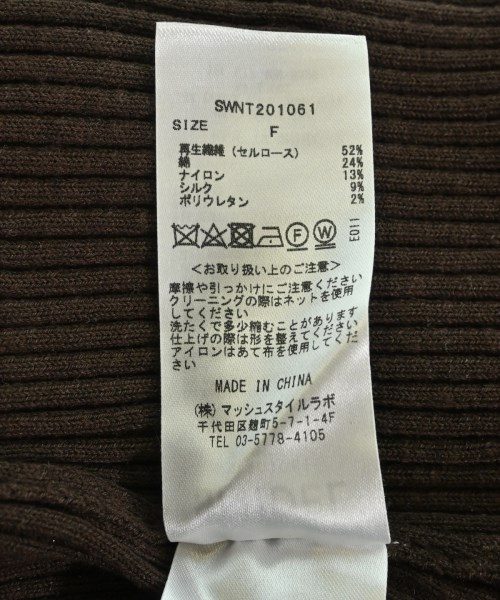 SWNT201061
SIZE
F
再生繊維（セルロース） 52%
綿 24%
ナイロン 13%
シルク 9%
ポリウレタン 2%
F W
E011
＜お取り扱い上のご注意＞
摩擦や引っかけにご注意ください
クリーニングの際はネットを使用
してください
洗たくで多少縮むことがあります
仕上げの際は形を整えてください
アイロンはあて布を使用してくだ
さい
MADE IN CHINA
(株) マッシュスタイルラボ
千代田区麹町5-7-1-4F
TEL 03-5778-4105